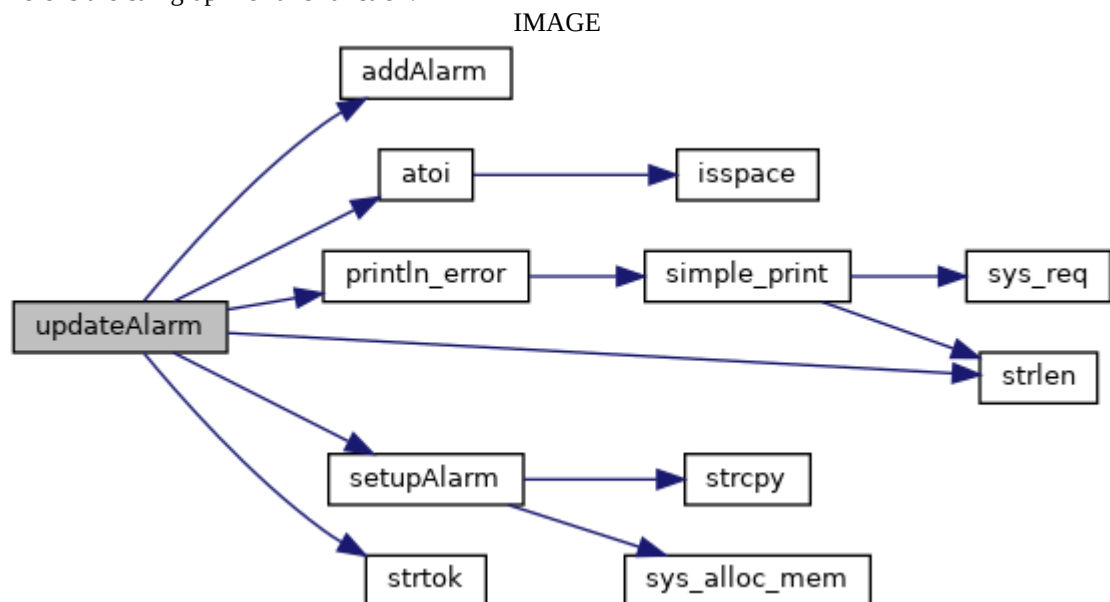 IMAGE
addAlarm
atoi
isspace
println_error
simple_print
sys_req
updateAlarm
strlen
setupAlarm
strcpy
strtok
sys_alloc_mem